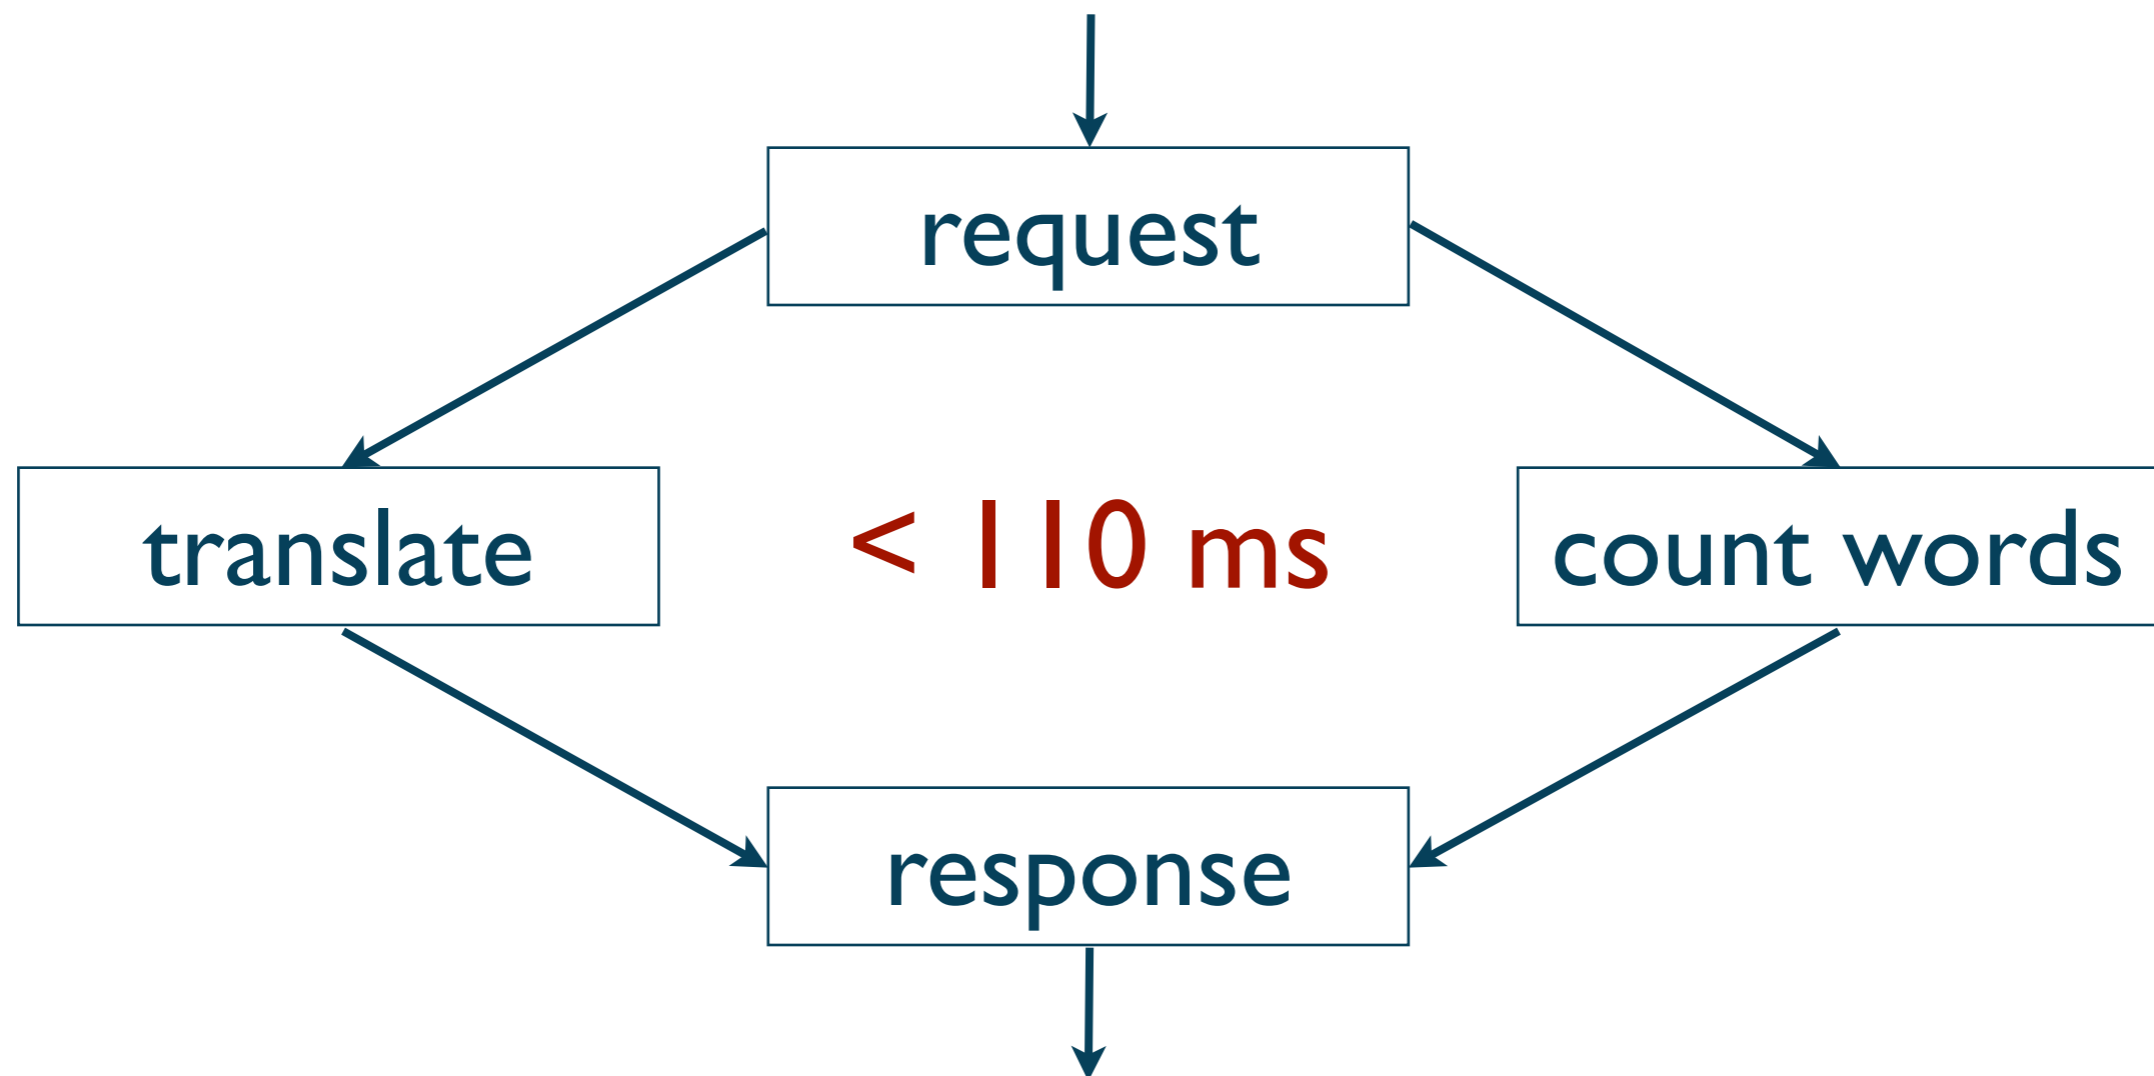 request
translate
< 110 ms
count words
response